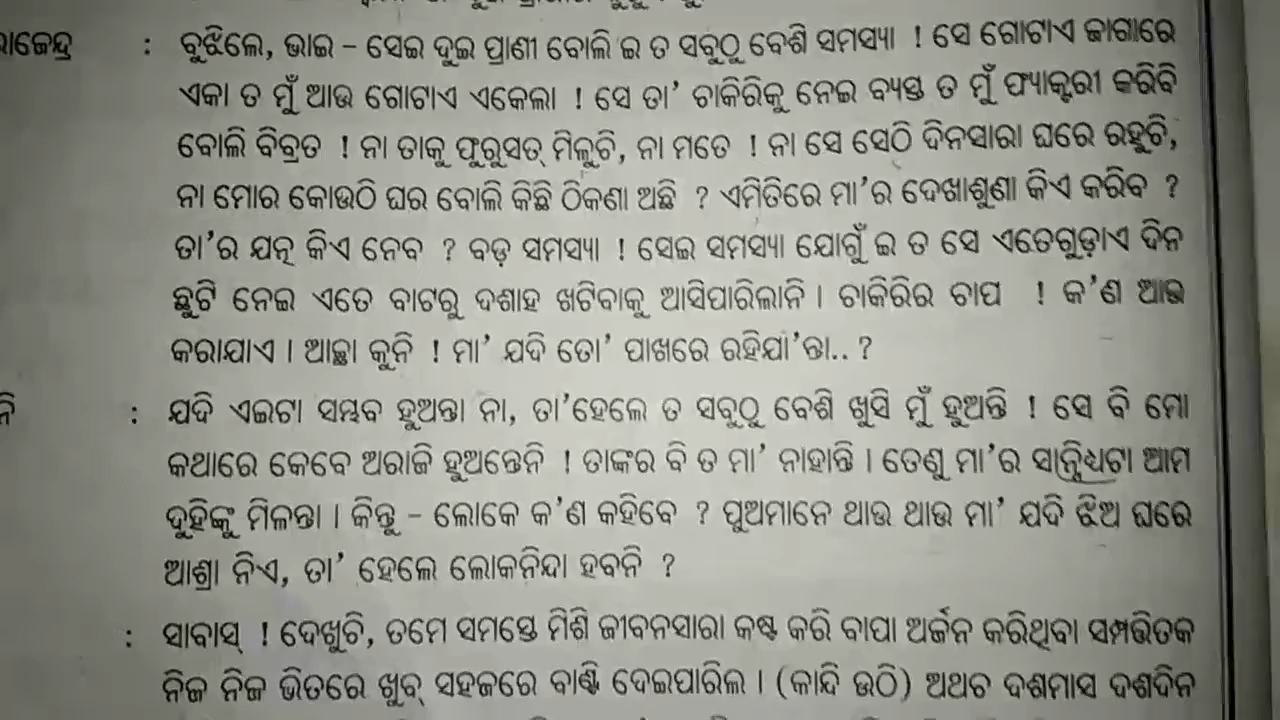 ବୁଝିଲେ, ଭାଇ – ସେଇ ଦୁଇ ପ୍ରାଣୀ ବୋଲି ଇ ତ ସବୁଠୁ ବେଶି ସମସ୍ୟା ! ସେ ଗୋଟାଏ ଜାଗାରେ
ଏକା ତ ମୁଁ ଆଉ ଗୋଟାଏ ଏକେଲା ! ସେ ତା’ ଚାକିରିକୁ ନେଇ ବ୍ୟସ୍ତ ତ ମୁଁ ଫ୍ୟାକ୍ଟରୀ କରିବି
ବୋଲି ବିବ୍ରତ ! ନା ତାକୁ ଫୁରୁସତ୍ ମିଳୁଚି, ନା ମତେ ! ନା ସେ ସେଠି ଦିନସାରା ଘରେ ରହୁଚି,
ନା ମୋର କୋଉଠି ଘର ବୋଲି କିଛି ଠିକଣା ଅଛି ? ଏମିତିରେ ମା’ର ଦେଖାଶୁଣା କିଏ କରିବ ?
ତା’ର ଯତ୍ନ କିଏ ନେବ ? ବଡ଼ ସମସ୍ୟା ! ସେଇ ସମସ୍ୟା ଯୋଗୁଁ ଇ ତ ସେ ଏତେଗୁଡ଼ାଏ ଦିନ
ଛୁଟି ନେଇ ଏତେ ବାଟରୁ ଦଶାହ ଖଟିବାକୁ ଆସିପାରିଲାନି । ଚାକିରିର ଚାପ ! କ’ଣ ଆଉ
କରାଯାଏ । ଆଚ୍ଛା କୁନି ! ମା’ ଯଦି ତୋ’ ପାଖରେ ରହିଯା’ନ୍ତା.. ?
ନି : ଯଦି ଏଇଟା ସମ୍ଭବ ହୁଅନ୍ତା ନା, ତା’ହେଲେ ତ ସବୁଠୁ ବେଶି ଖୁସି ମୁଁ ହୁଅନ୍ତି ! ସେ ବି ମୋ
କଥାରେ କେବେ ଅରାଜି ହୁଅନ୍ତେନି ! ତାଙ୍କର ବି ତ ମା’ ନାହାନ୍ତି । ତେଣୁ ମା’ର ସାନ୍ନିଧ୍ୟଟା ଆମ
ଦୁହିଙ୍କୁ ମିଳନ୍ତା । କିନ୍ତୁ – ଲୋକେ କ’ଣ କହିବେ ? ପୁଅମାନେ ଥାଉ ଥାଉ ମା’ ଯଦି ଝିଅ ଘରେ
ଆଶ୍ରା ନିଏ, ତା’ ହେଲେ ଲୋକନିନ୍ଦା ହବନି ?
: ସାବାସ୍ ! ଦେଖୁଚି, ତମେ ସମସ୍ତେ ମିଶି ଜୀବନସାରା କଷ୍ଟ କରି ବାପା ଅର୍ଜନ କରିଥିବା ସମ୍ପତ୍ତିତକ
ନିଜ ନିଜ ଭିତରେ ଖୁବ୍ ସହଜରେ ବାଣ୍ଟି ଦେଇପାରିଲ । (କାନ୍ଦି ଉଠି) ଅଥଚ ଦଶମାସ ଦଶଦିନ